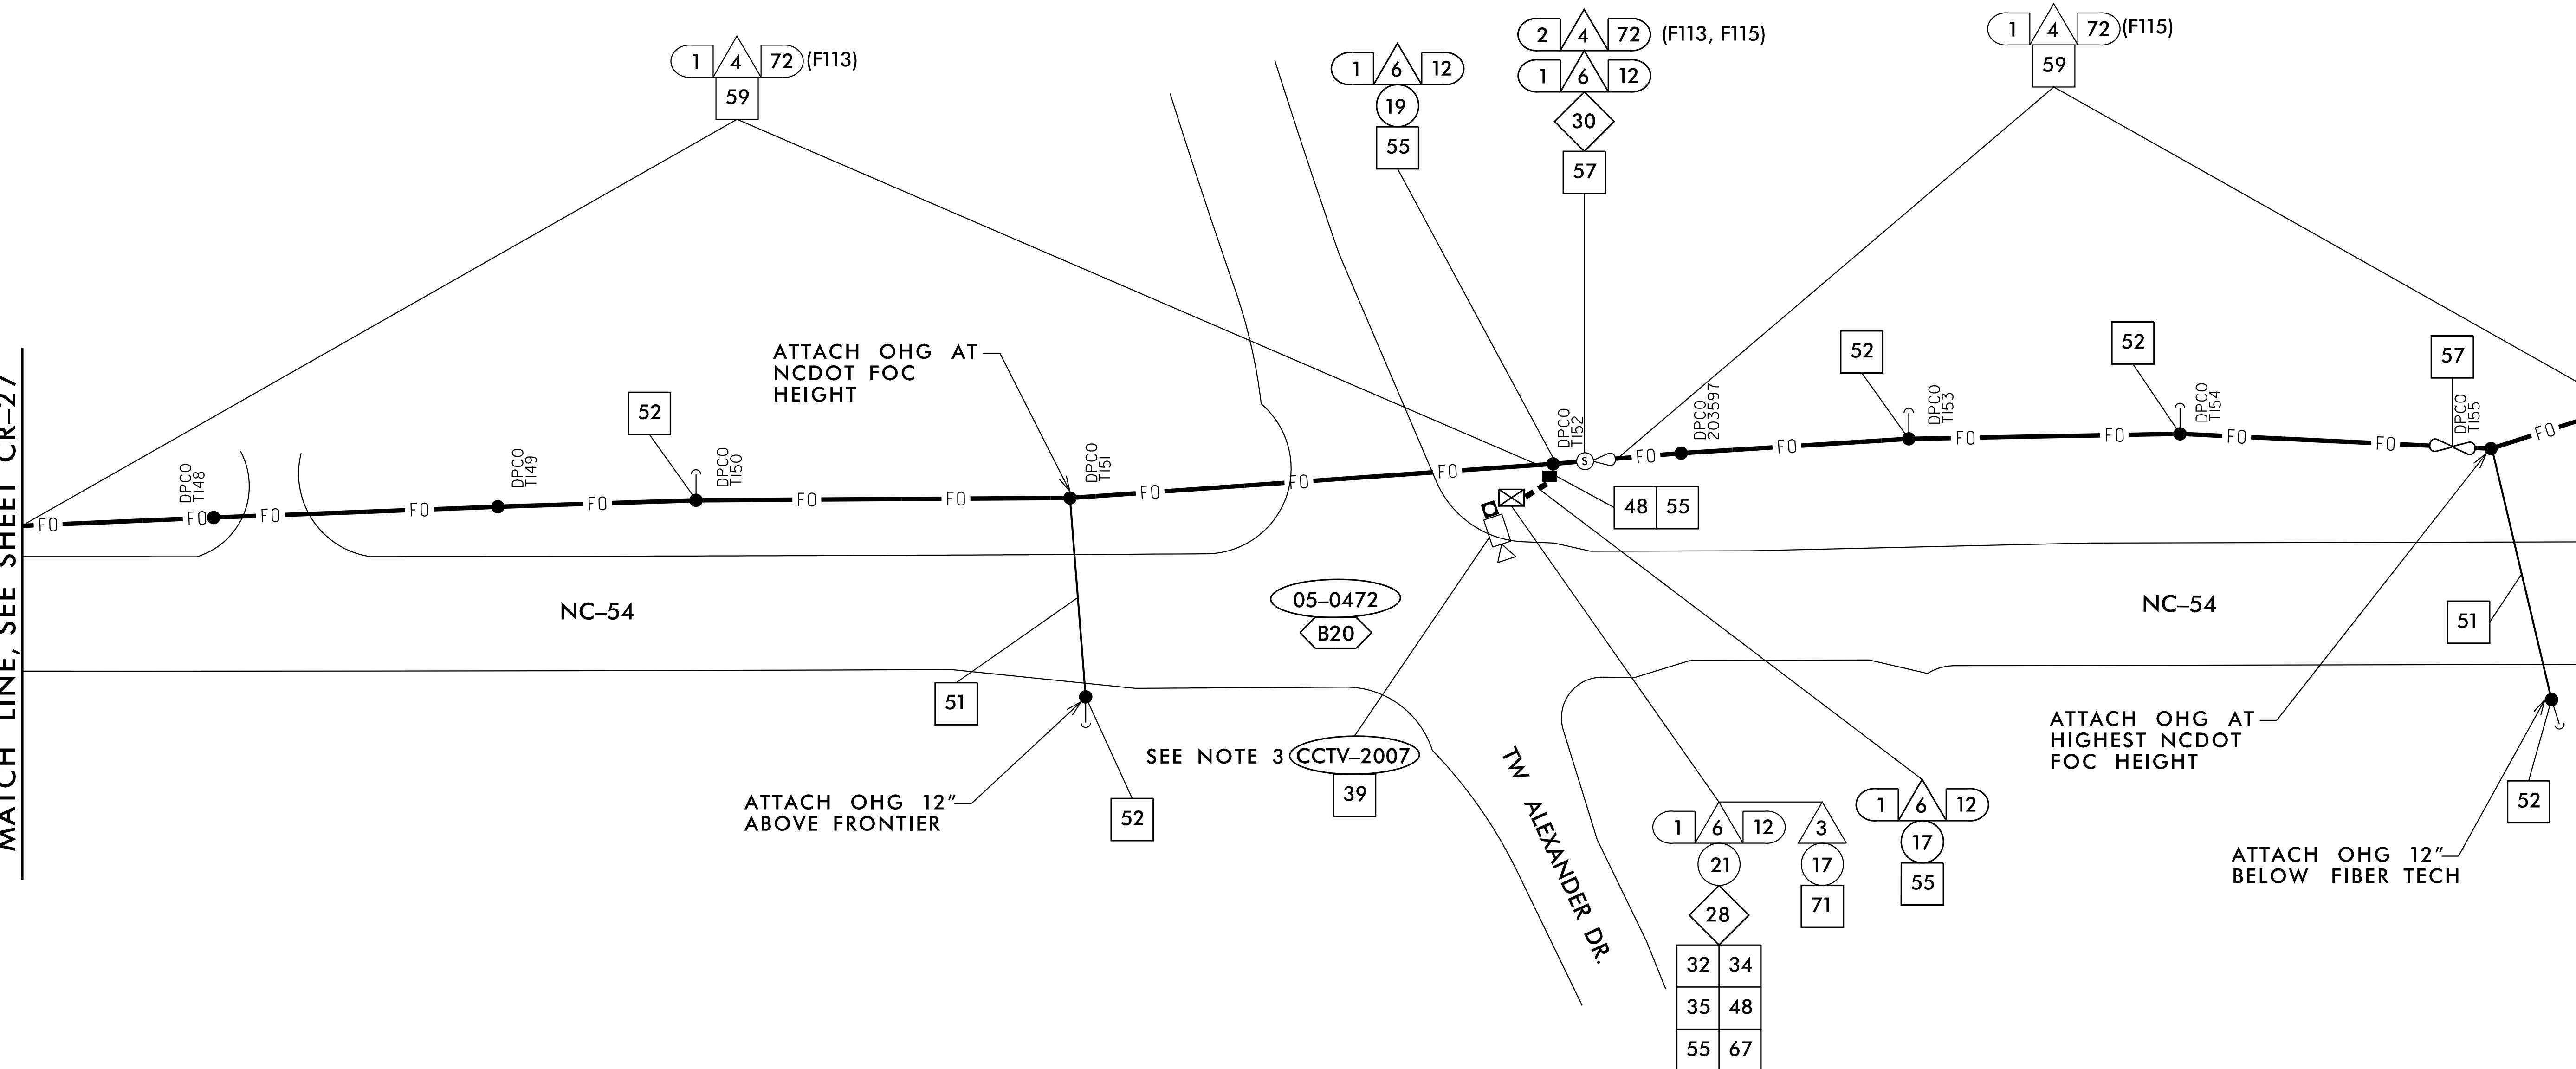 1 4 72 (F113)
59
1 6 12
19
55
2 4 72 (F113, F115)
1 6 12
30
57
1 4 72 (F115)
59
MATCH LINE, SEE SHEET CR-27
ATTACH OHG AT
NCDOT FOC
HEIGHT
52
52
52
57
DPCO
T148
DPCO
T149
DPCO
T150
DPCO
T151
DPCO
T152
DPCO
203597
DPCO
T153
DPCO
T154
DPCO
T155
FO FO FO FO FO FO FO FO FO FO FO FO FO FO FO FO FO
48 55
NC-54
05-0472
B20
NC-54
51
51
SEE NOTE 3 CCTV-2007
39
ATTACH OHG 12"
ABOVE FRONTIER
52
TW ALEXANDER DR.
1 6 12
21
28
32 34
35 48
55 67
3
17
71
1 6 12
17
55
ATTACH OHG AT
HIGHEST NCDOT
FOC HEIGHT
52
ATTACH OHG 12"
BELOW FIBER TECH
S